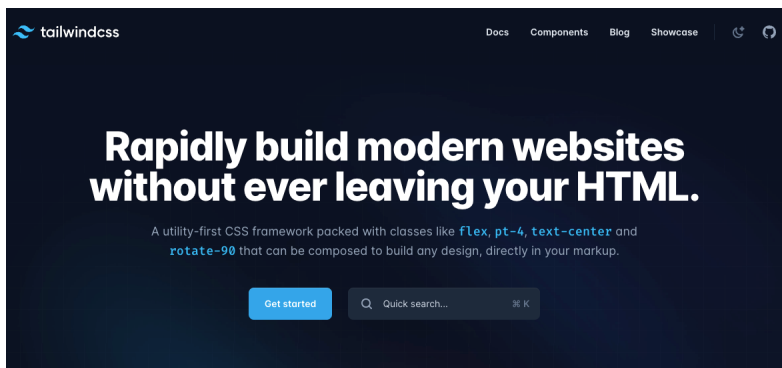 tailwindcss
Docs Components Blog Showcase
Rapidly build modern websites
without ever leaving your HTML.
A utility-first CSS framework packed with classes like flex, pt-4, text-center and
rotate-90 that can be composed to build any design, directly in your markup.
Get started
Quick search... ⌘ K